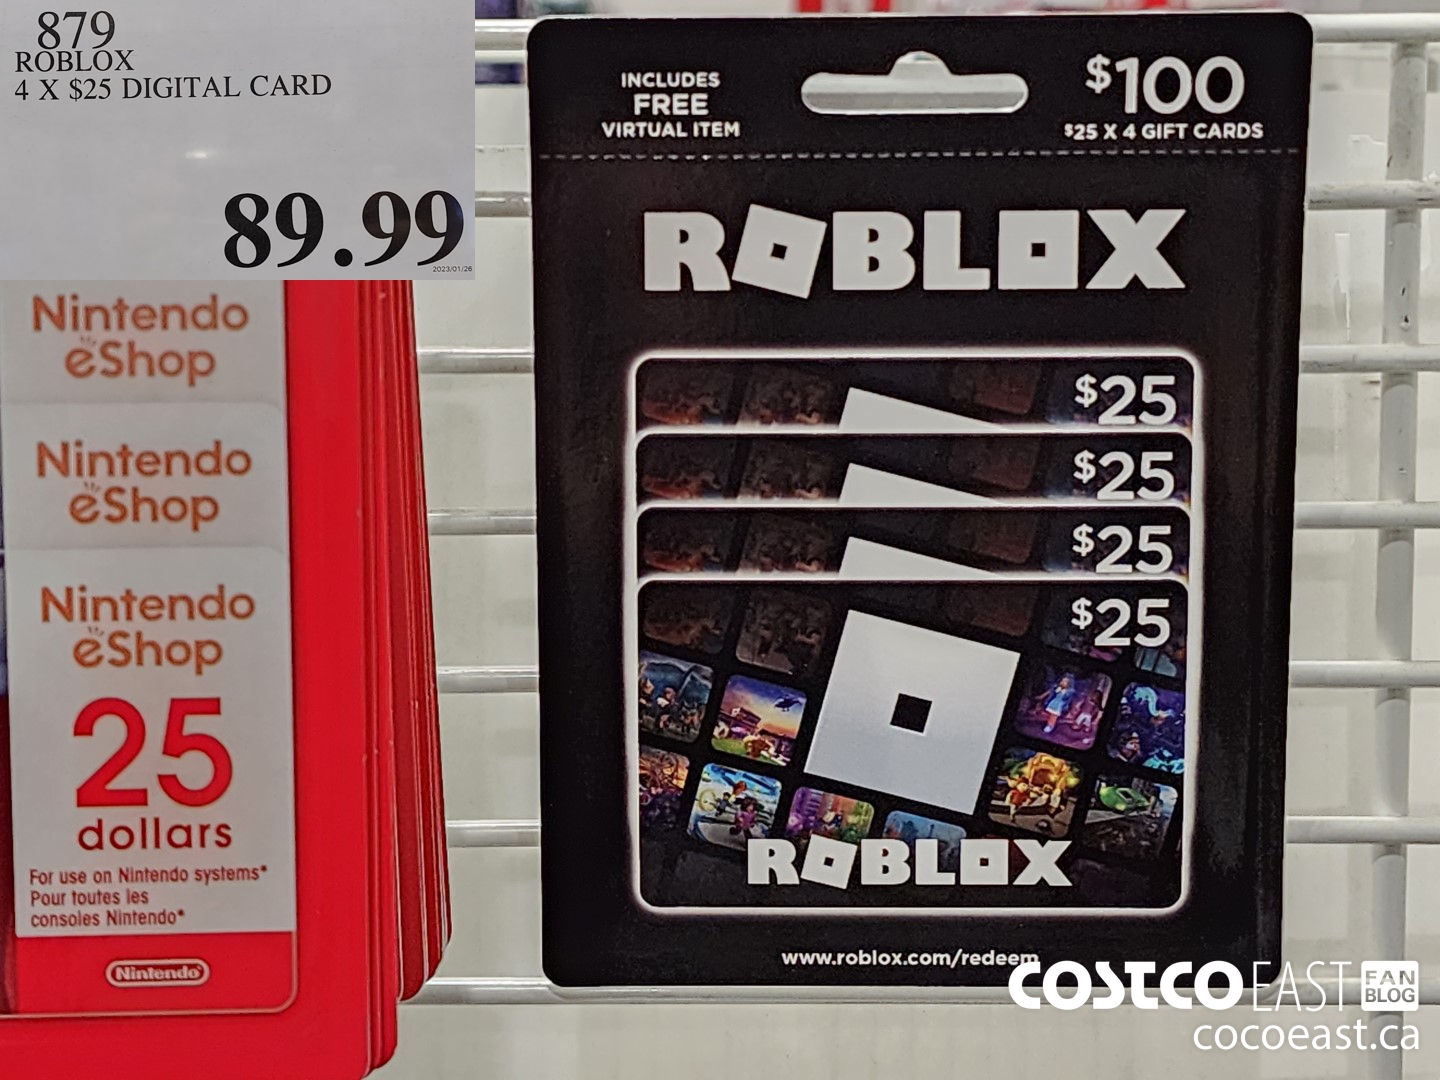 879
ROBLOX
4 X $25 DIGITAL CARD
89.99
2023/01/26
Nintendo
eShop
Nintendo
eShop
Nintendo
eShop
25
dollars
For use on Nintendo systems*
Pour toutes les
consoles Nintendo*
Nintendo
INCLUDES
FREE
VIRTUAL ITEM
$100
$25 X 4 GIFT CARDS
ROBLOX
$25
$25
$25
$25
ROBLOX
www.roblox.com/redeem
COSTCO EAST FAN
BLOG
cocoeast.ca